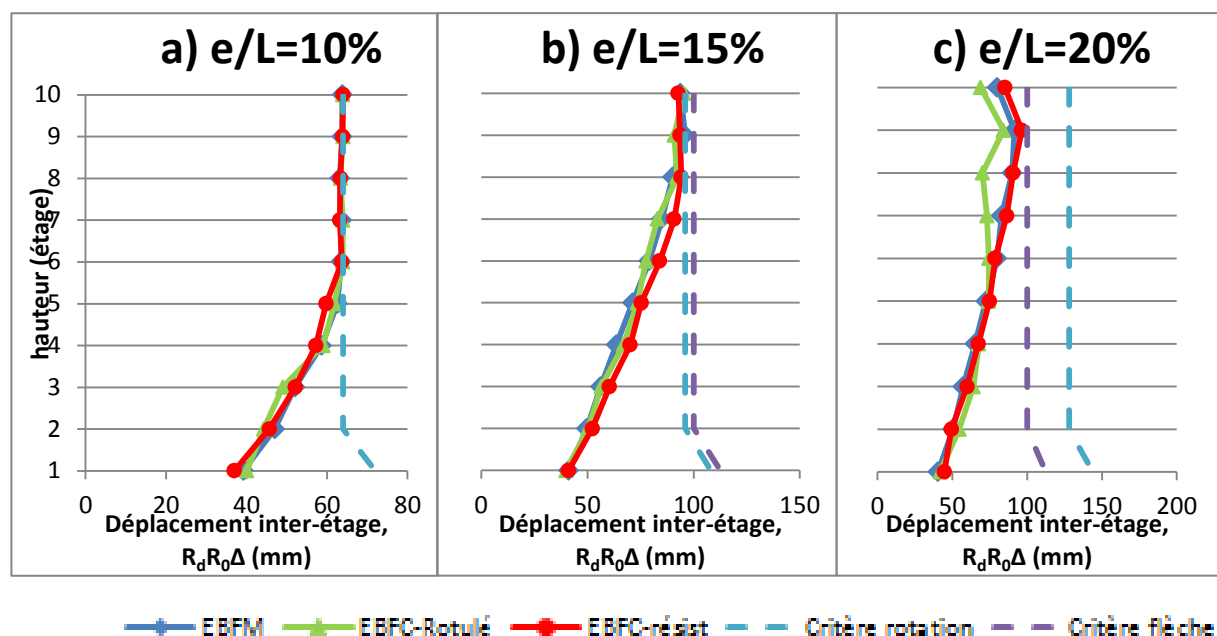 a) e/L=10%
b) e/L=15%
c) e/L=20%
hauteur (étage)
10
9
8
7
6
5
4
3
2
1
0 20 40 60 80
0 50 100 150
0 50 100 150 200
Déplacement inter-étage,
RdR0Δ (mm)
Déplacement inter-étage,
RdR0Δ (mm)
Déplacement inter-étage,
RdR0Δ (mm)
EBFM EBFC-Rotulé EBFC-résist Critère rotation Critère flèche